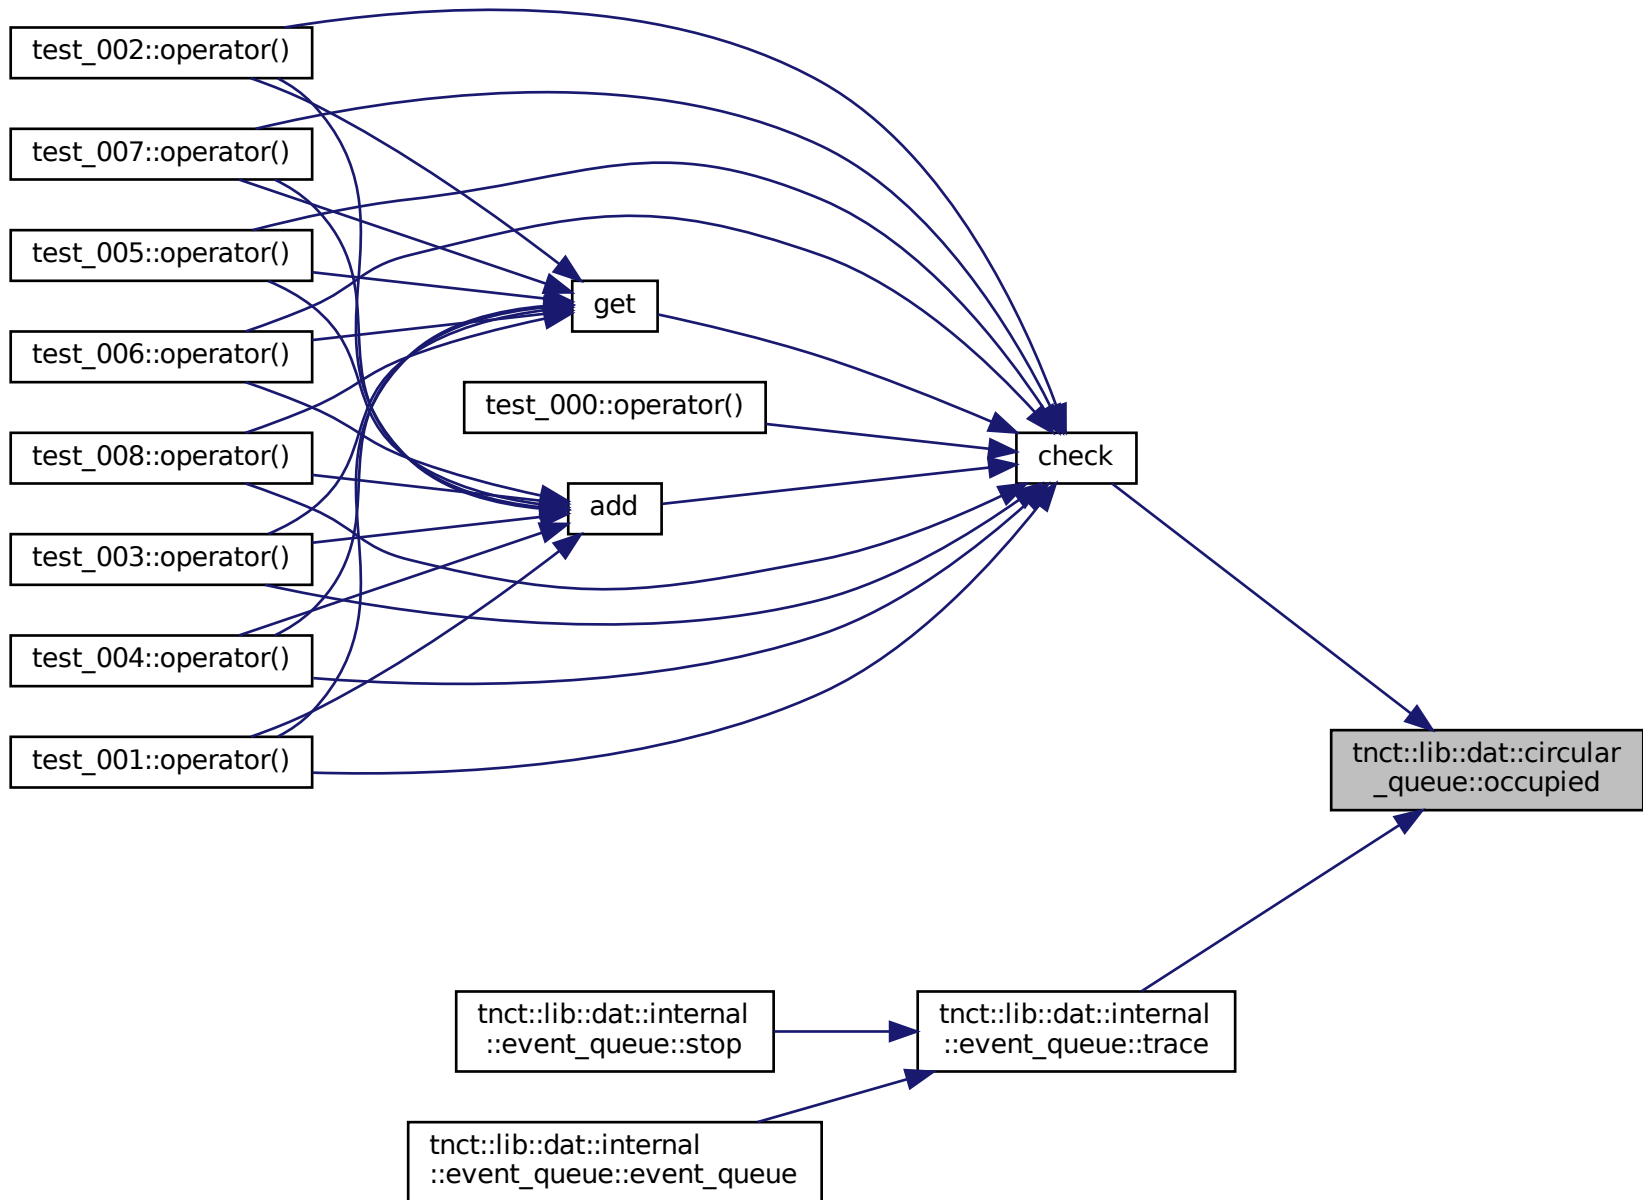 test_002::operator()
test_007::operator()
test_005::operator()
test_006::operator()
test_008::operator()
test_003::operator()
test_004::operator()
test_001::operator()
get
test_000::operator()
add
check
tnct::lib::dat::circular
_queue::occupied
tnct::lib::dat::internal
::event_queue::stop
tnct::lib::dat::internal
::event_queue::trace
tnct::lib::dat::internal
::event_queue::event_queue